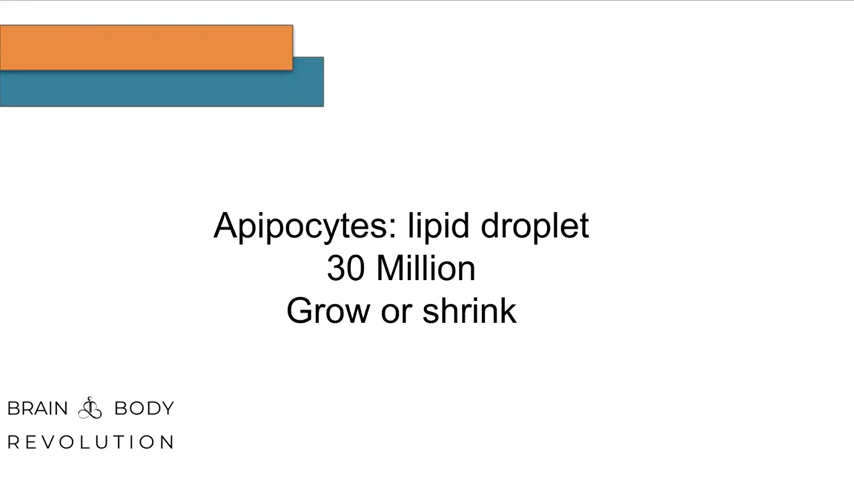 Apipocytes: lipid droplet
30 Million
Grow or shrink
BRAIN BODY
REVOLUTION